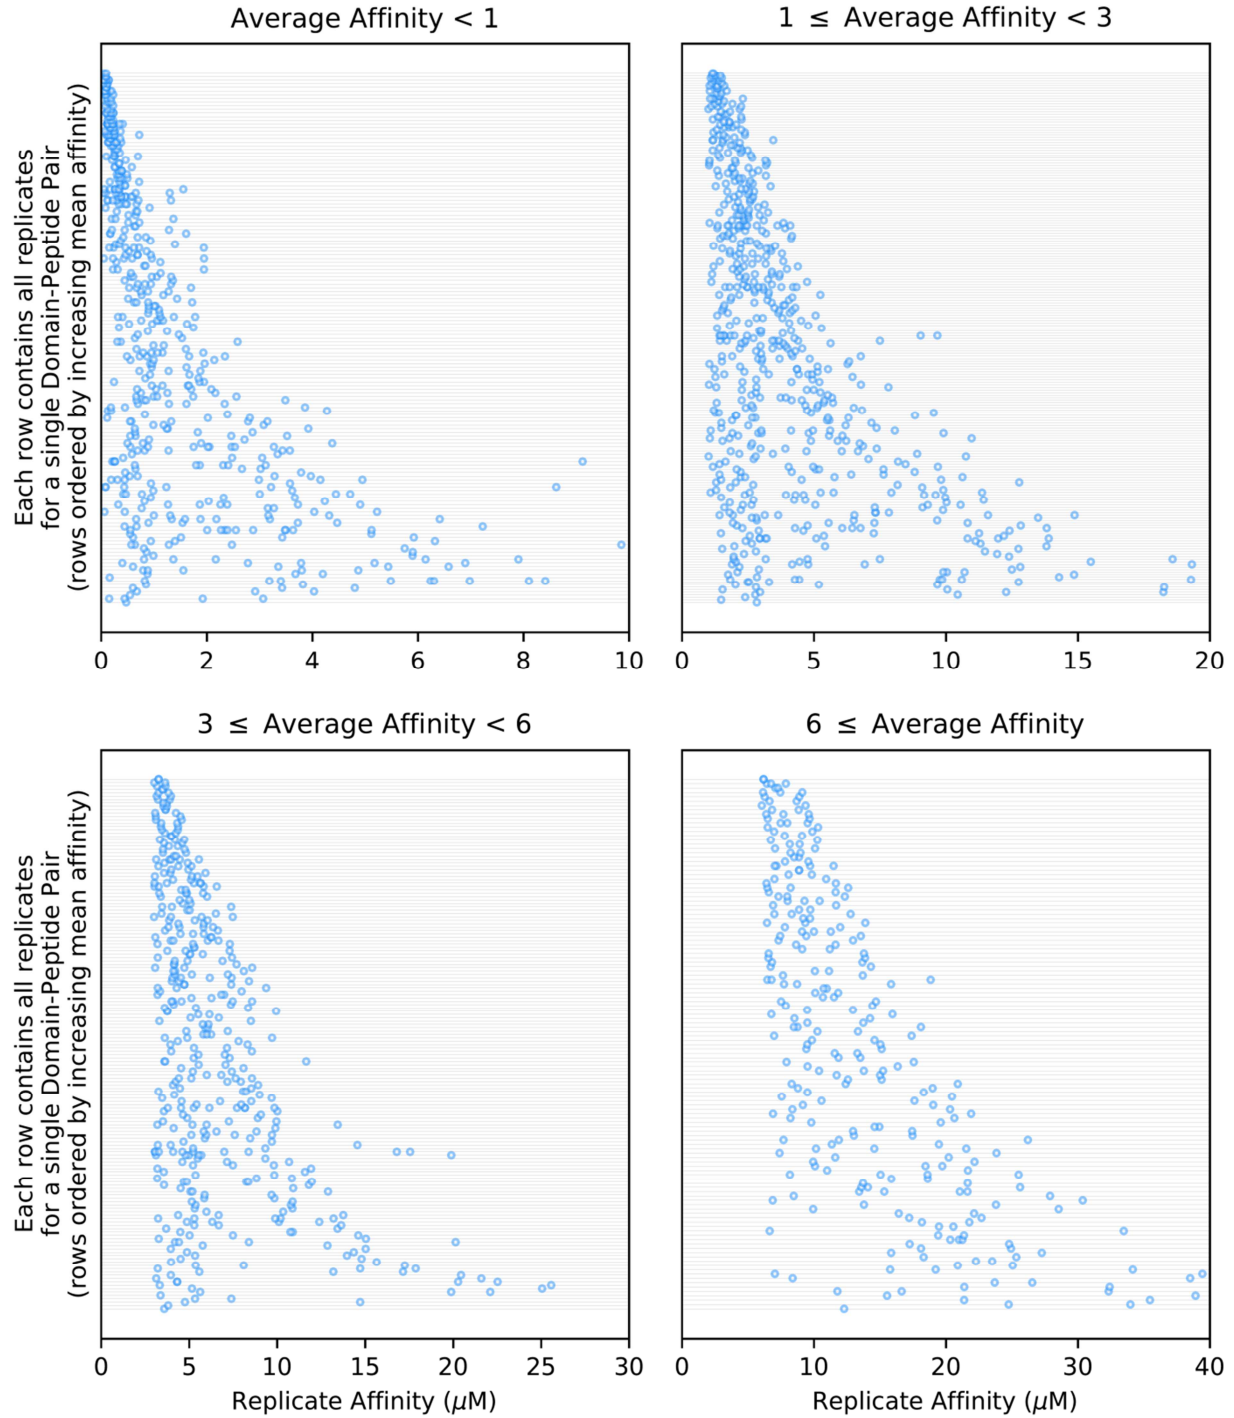 Average Affinity < 1
1 ≤ Average Affinity < 3
Each row contains all replicates
for a single Domain-Peptide Pair
(rows ordered by increasing mean affinity)
0 2 4 6 8 10
0 5 10 15 20
3 ≤ Average Affinity < 6
6 ≤ Average Affinity
Each row contains all replicates
for a single Domain-Peptide Pair
(rows ordered by increasing mean affinity)
0 5 10 15 20 25 30
0 10 20 30 40
Replicate Affinity (μM)
Replicate Affinity (μM)